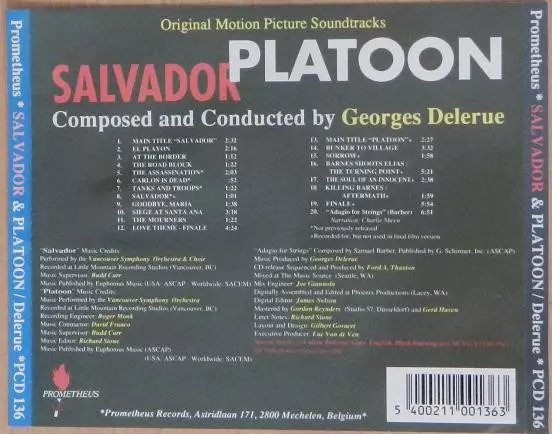 Prometheus * SALVADOR & PLATOON / Delerue * PCD 136
Original Motion Picture Soundtracks
SALVADOR
PLATOON
Composed and Conducted by Georges Delerue
1. MAIN TITLE "SALVADOR" 2:32
2. EL PLAYON 2:16
3. AT THE BORDER 1:12
4. THE ROAD BLOCK 1:22
5. THE ASSASSINATION* 2:03
6. CARLOS IS DEAD* :52
7. TANKS AND TROOPS* 1:22
8. SALVADOR*+ 1:01
9. GOODBYE, MARIA 1:38
10. SIEGE AT SANTA ANA 3:18
11. THE MOURNERS 1:22
12. LOVE THEME - FINALE 4:24
13. MAIN TITLE "PLATOON"+ 2:27
14. BUNKER TO VILLAGE 3:32
15. SORROW+ 1:58
16. BARNES SHOOTS ELIAS /
THE TURNING POINT+ 5:21
17. THE SOUL OF AN INNOCENT+ 2:38
18 KILLING BARNES /
AFTERMATH+ 1:59
19. FINALE+ 5:54
20. "Adagio for Strings" (Barber) 6:51
Narration: Charlie Sheen
*Not previously released
+Recorded for, but not used in final film version
"Salvador" Music Credits
Performed by the Vancouver Symphony Orchestra & Choir
Recorded at Little Mountain Recording Studios (Vancouver, BC)
Music Supervisor: Budd Carr
Music Published by Euphonus Music (USA: ASCAP - Worldwide: SACEM)
"Platoon" Music Credits
Music Performed by the Vancouver Symphony Orchestra
Recorded at Little Mountain Recording Studios (Vancouver, BC)
Recording Engineer: Roger Monk
Music Contractor: David Franco
Music Supervisor: Budd Carr
Music Editor: Richard Stone
Music Published by Euphonus Music (ASCAP)
(USA: ASCAP - Worldwide: SACEM)
"Adagio for Strings" Composed by Samuel Barber, Published by G. Schirmer, Inc. (ASCAP)
Music Produced by Georges Delerue
CD release Sequenced and Produced by Ford A. Thaxton
Mixed at The Music Source (Seattle, WA)
Mix Engineer: Joe Giannola
Digitally Assembled and Edited at Phoenix Productions (Lacey, WA)
Digital Editor: James Nelson
Mastered by Gordon Reynders (Studio 57, Dusseldorf) and Gerd Haven
Liner Notes: Richard Stone
Layout and Design: Gilbert
Executive Producer: Luc Van de Ven
PROMETHEUS
*Prometheus Records, Astridlaan 171, 2800 Mechelen, Belgium*
5 400211 001363
Prometheus * SALVADOR & PLATOON / Delerue * PCD 136